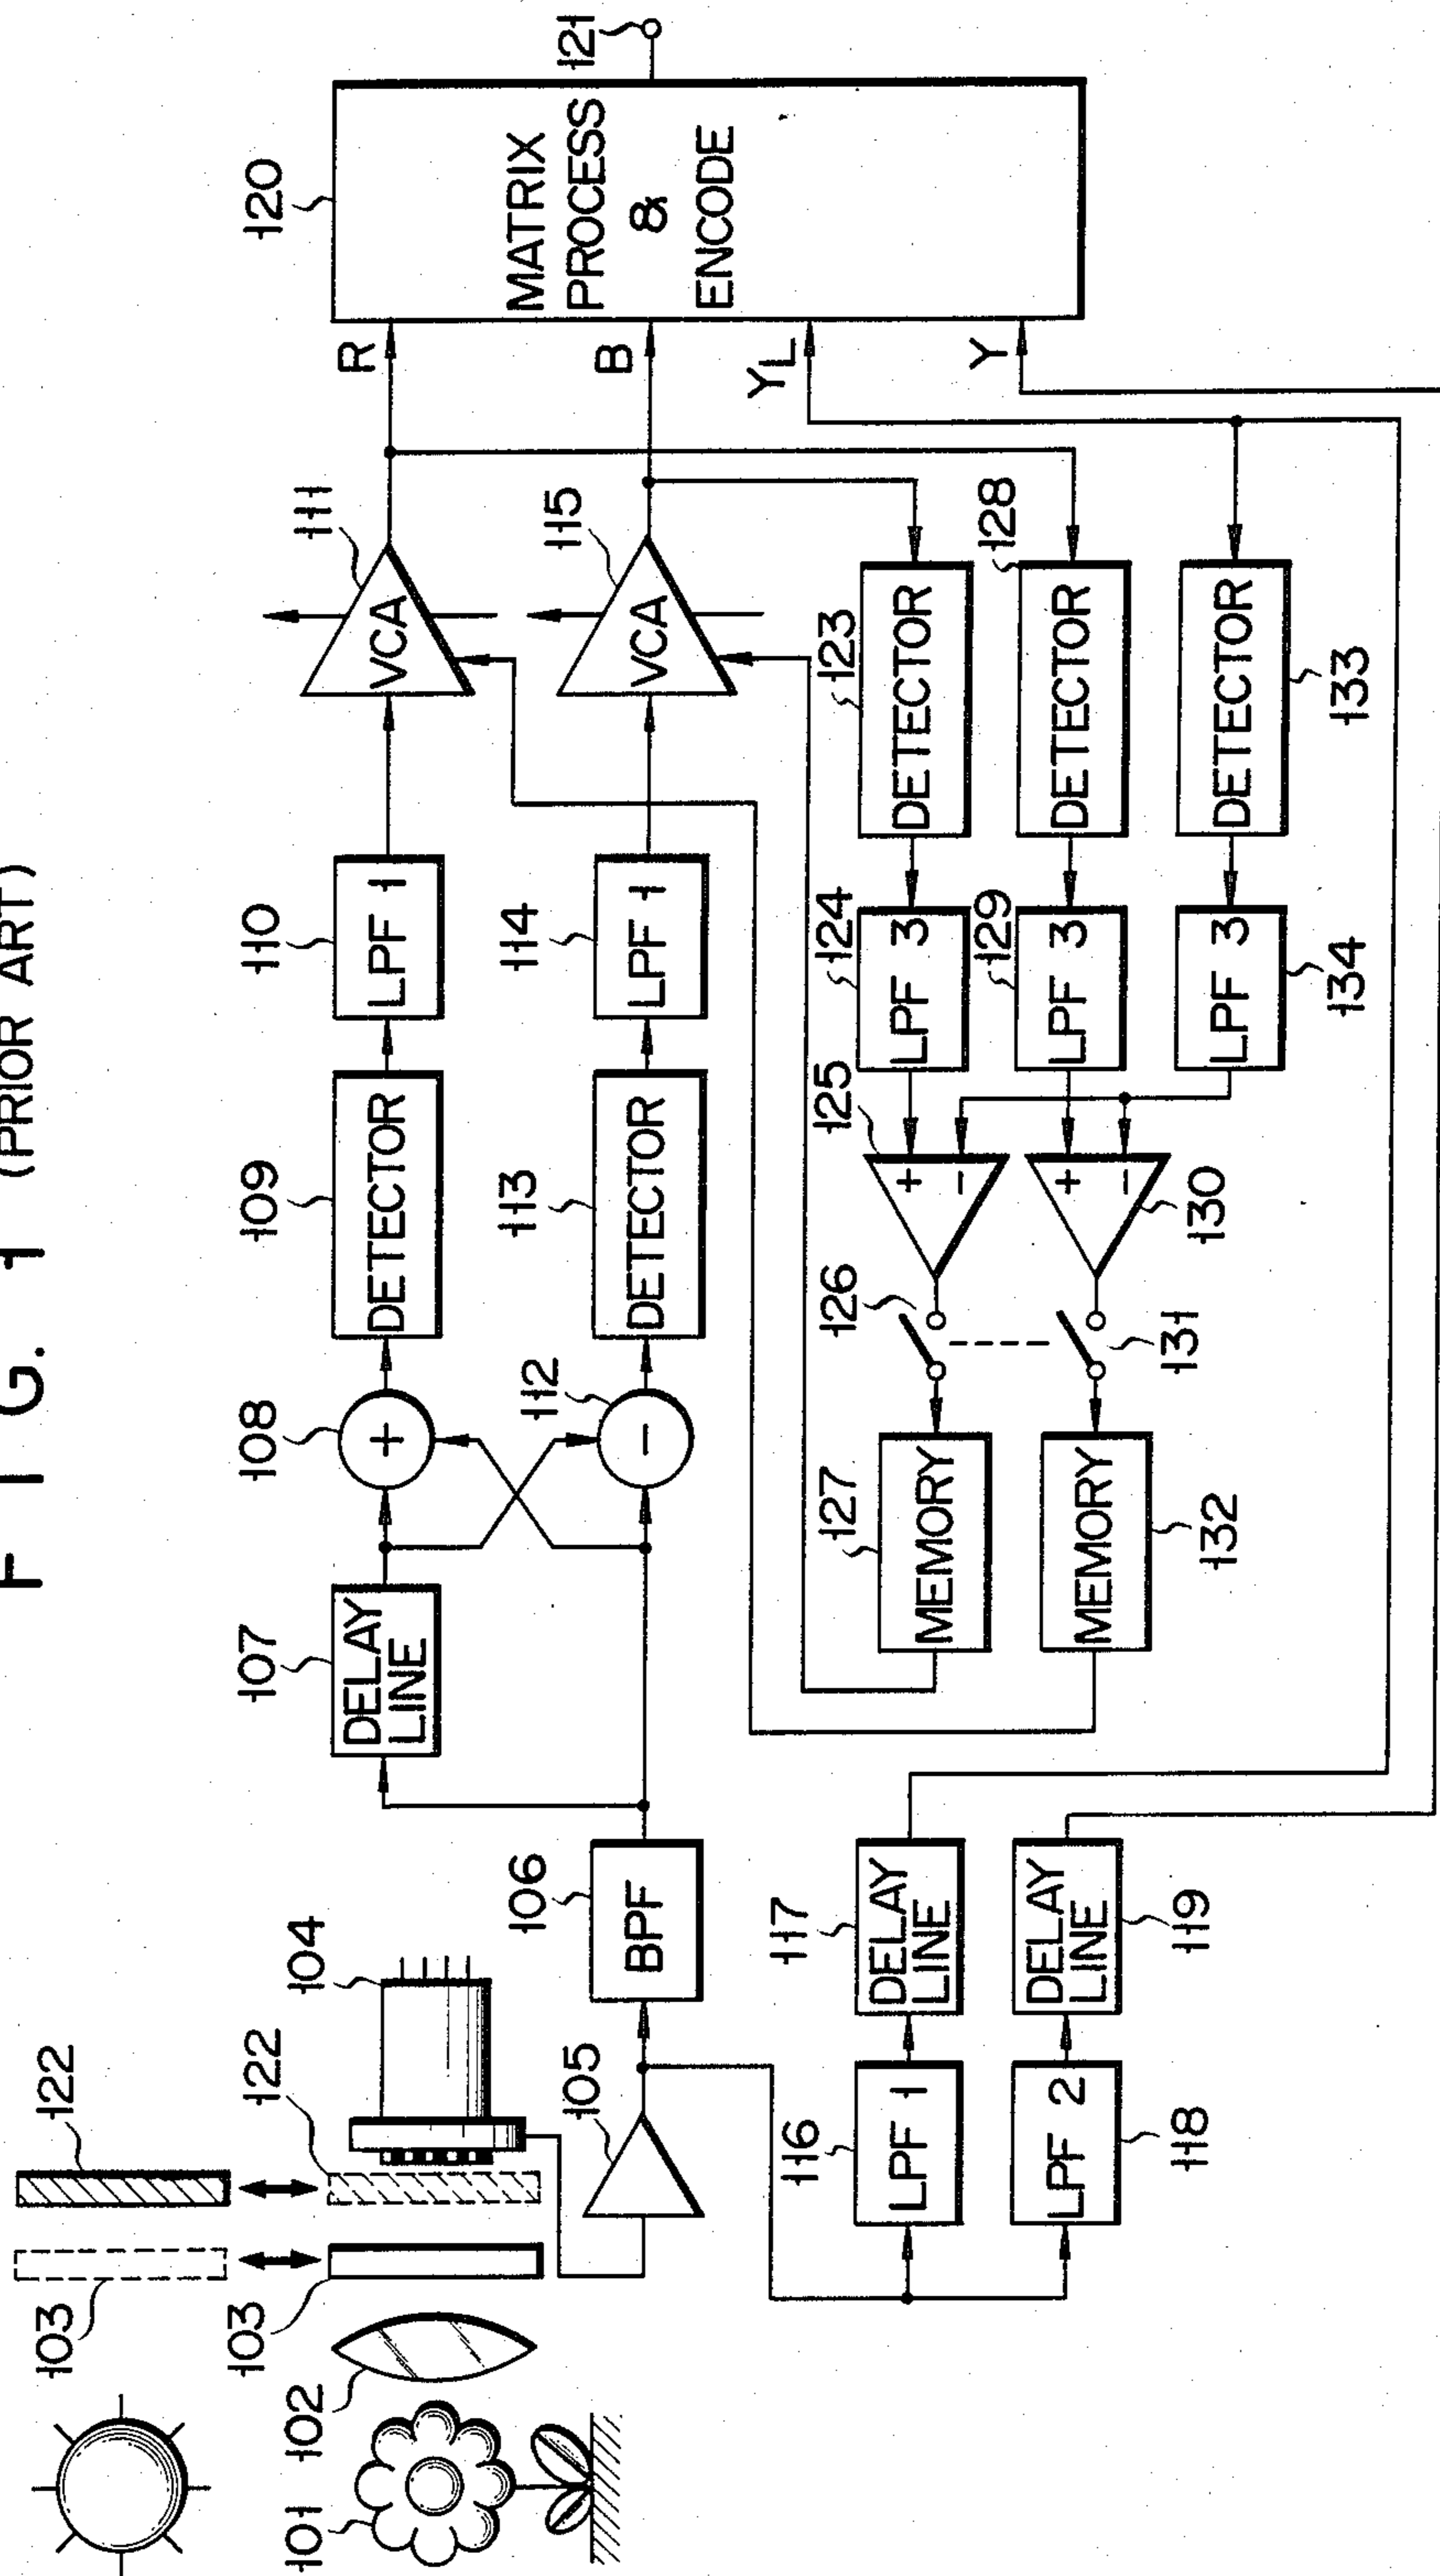 FIG. 1 (PRIOR ART)
101
102
103
103
122
122
104
105
106
BPF
107
DELAY
LINE
108
+
109
DETECTOR
110
LPF 1
111
VCA
R
112
-
113
DETECTOR
114
LPF 1
115
VCA
B
120
MATRIX
PROCESS
&
ENCODE
121
YL
Y
116
LPF 1
117
DELAY
LINE
118
LPF 2
119
DELAY
LINE
123
DETECTOR
124
LPF 3
125
+
-
126
127
MEMORY
128
DETECTOR
129
LPF 3
130
+
-
131
132
MEMORY
133
DETECTOR
134
LPF 3